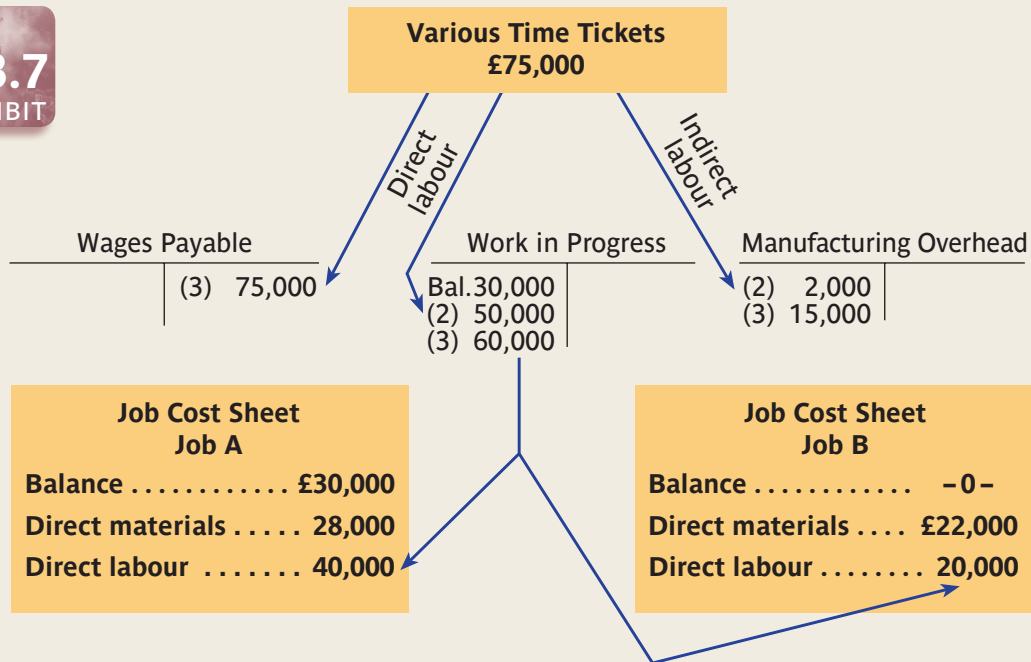 Various Time Tickets
£75,000
3.7
Direct
labour
Indirect
labour
Wages Payable
(3) 75,000
Work in Progress
Bal.30,000
(2) 50,000
(3) 60,000
Manufacturing Overhead
(2) 2,000
(3) 15,000
Job Cost Sheet
Job A
Balance ............ £30,000
Direct materials ..... 28,000
Direct labour ....... 40,000
Job Cost Sheet
Job B
Balance ............ –0–
Direct materials .... £22,000
Direct labour ........ 20,000